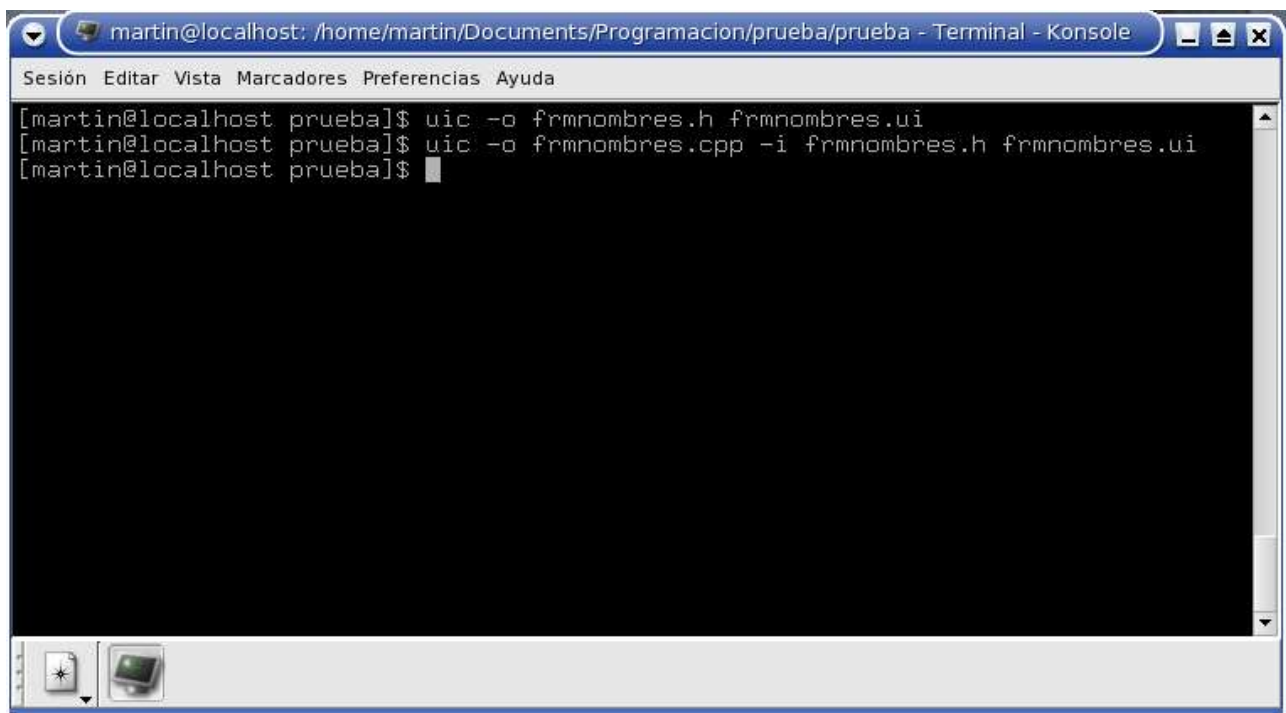 martin@localhost: /home/martin/Documents/Programacion/prueba/prueba - Terminal - Konsole
Sesión Editar Vista Marcadores Preferencias Ayuda
[martin@localhost prueba]$ uic -o frmnombres.h frmnombres.ui
[martin@localhost prueba]$ uic -o frmnombres.cpp -i frmnombres.h frmnombres.ui
[martin@localhost prueba]$